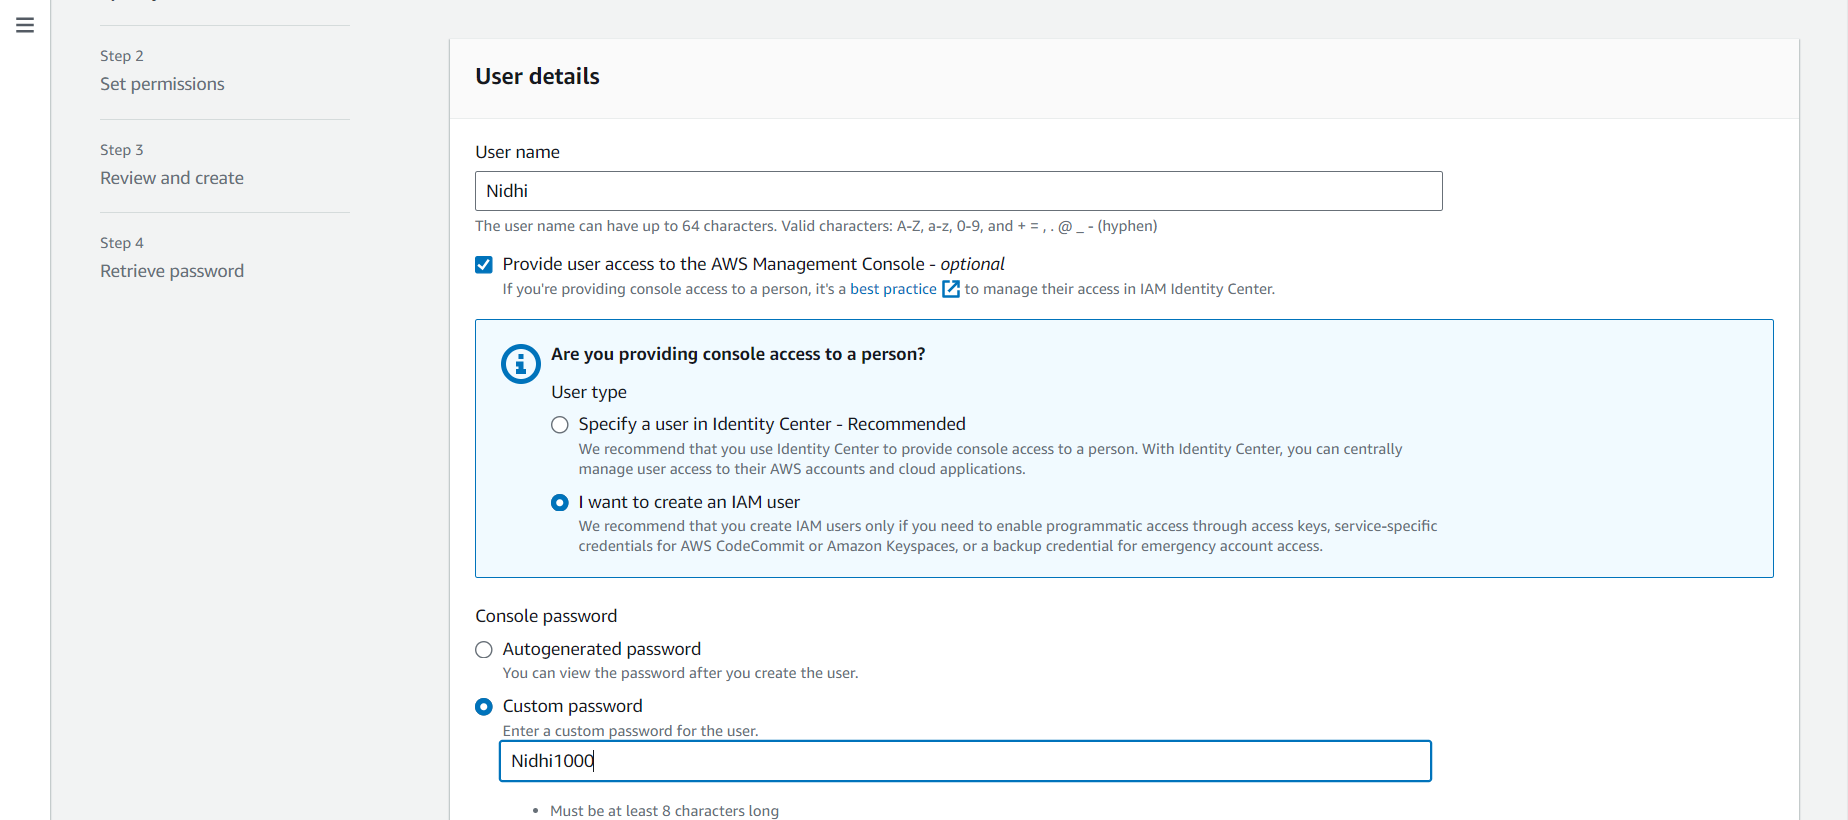 Step 2
Set permissions
Step 3
Review and create
Step 4
Retrieve password
User details
User name
Nidhi
The user name can have up to 64 characters. Valid characters: A-Z, a-z, 0-9, and + = , . @ _ - (hyphen)
Provide user access to the AWS Management Console - optional
If you're providing console access to a person, it's a best practice to manage their access in IAM Identity Center.
Are you providing console access to a person?
User type
Specify a user in Identity Center - Recommended
We recommend that you use Identity Center to provide console access to a person. With Identity Center, you can centrally
manage user access to their AWS accounts and cloud applications.
I want to create an IAM user
We recommend that you create IAM users only if you need to enable programmatic access through access keys, service-specific
credentials for AWS CodeCommit or Amazon Keyspaces, or a backup credential for emergency account access.
Console password
Autogenerated password
You can view the password after you create the user.
Custom password
Enter a custom password for the user.
Nidhi1000
• Must be at least 8 characters long